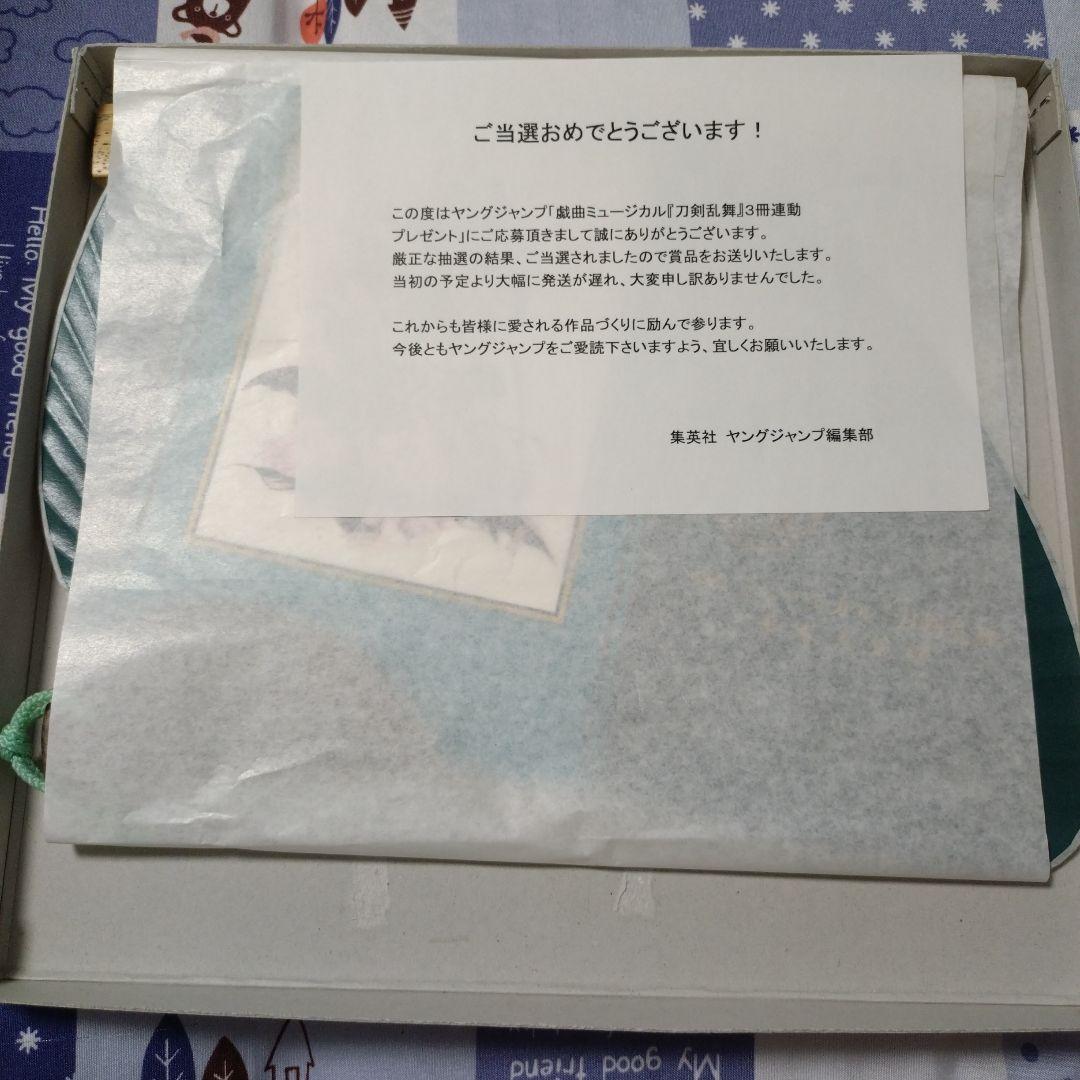 ご当選おめでとうございます！
この度はヤングジャンプ「戯曲ミュージカル『刀剣乱舞』3冊連動
プレゼント」にご応募頂きまして誠にありがとうございます。
厳正な抽選の結果、ご当選されましたので賞品をお送りいたします。
当初の予定より大幅に発送が遅れ、大変申し訳ありませんでした。
これからも皆様に愛される作品づくりに励んで参ります。
今後ともヤングジャンプをご愛読下さいますよう、宜しくお願いいたします。
集英社 ヤングジャンプ編集部
Hello My good friend
My good friend